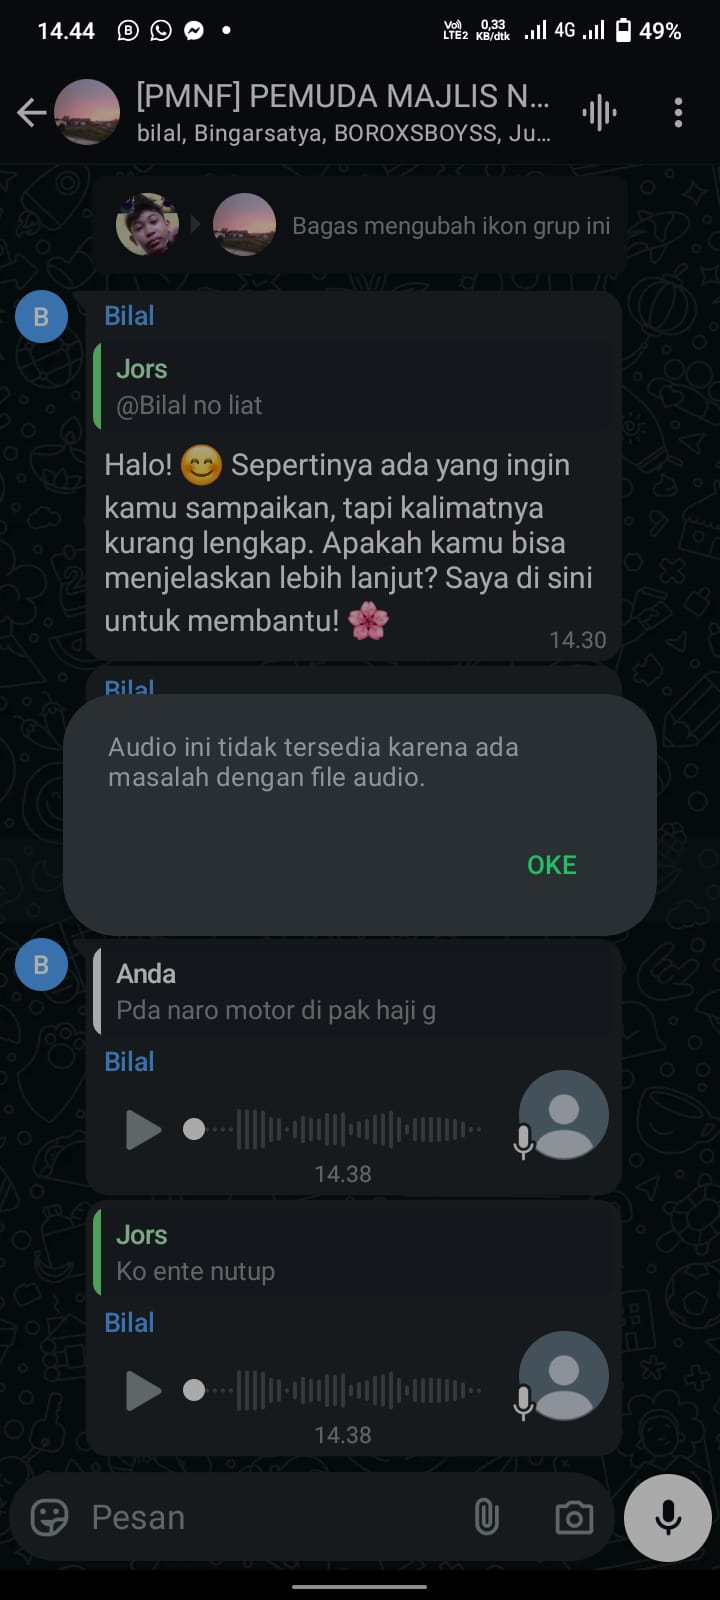 14.44
B
Vo))
LTE2
0,33
KB/dtk
4G
49%
[PMNF] PEMUDA MAJLIS N...
bilal, Bingarsatya, BOROXSBOYSS, Ju...
Bagas mengubah ikon grup ini
B
Bilal
Jors
@Bilal no liat
Halo! 😊 Sepertinya ada yang ingin
kamu sampaikan, tapi kalimatnya
kurang lengkap. Apakah kamu bisa
menjelaskan lebih lanjut? Saya di sini
untuk membantu! 🌸
14.30
Bilal
Audio ini tidak tersedia karena ada
masalah dengan file audio.
OKE
B
Anda
Pda naro motor di pak haji g
Bilal
14.38
Jors
Ko ente nutup
Bilal
14.38
Pesan